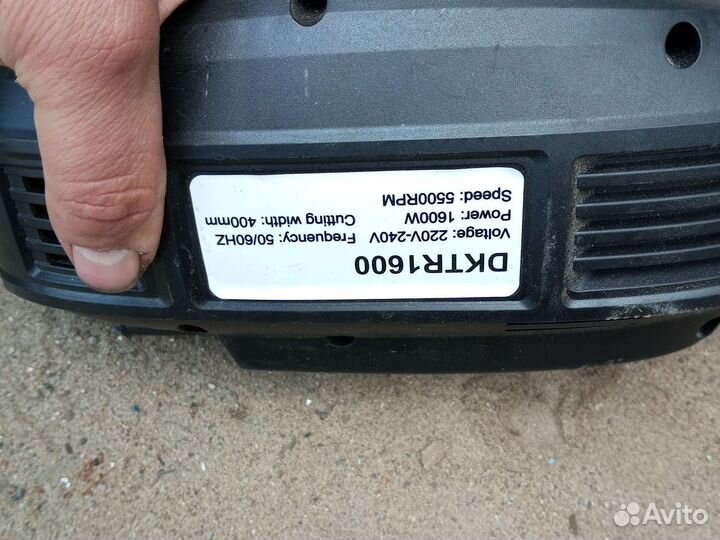 DKTR1600
Voltage: 220V-240V Frequency: 50/60HZ
Power: 1600W Cutting width: 400mm
Speed: 5500RPM
Avito